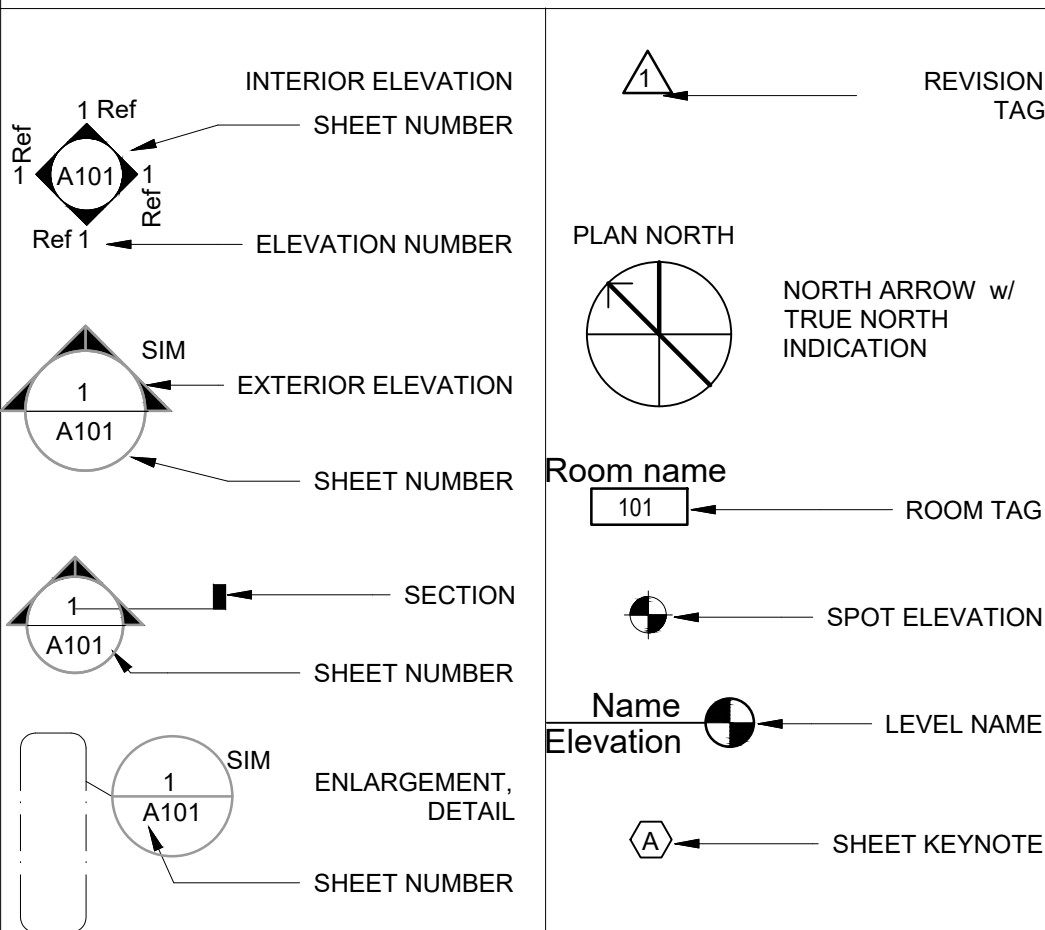 INTERIOR ELEVATION
1 Ref
SHEET NUMBER
Ref
1
A101
1
Ref
Ref 1
ELEVATION NUMBER
SIM
EXTERIOR ELEVATION
1
A101
SHEET NUMBER
SECTION
1
A101
SHEET NUMBER
SIM
1
A101
ENLARGEMENT,
DETAIL
SHEET NUMBER
1
REVISION
TAG
PLAN NORTH
NORTH ARROW w/
TRUE NORTH
INDICATION
Room name
101
ROOM TAG
SPOT ELEVATION
Name
Elevation
LEVEL NAME
A
SHEET KEYNOTE